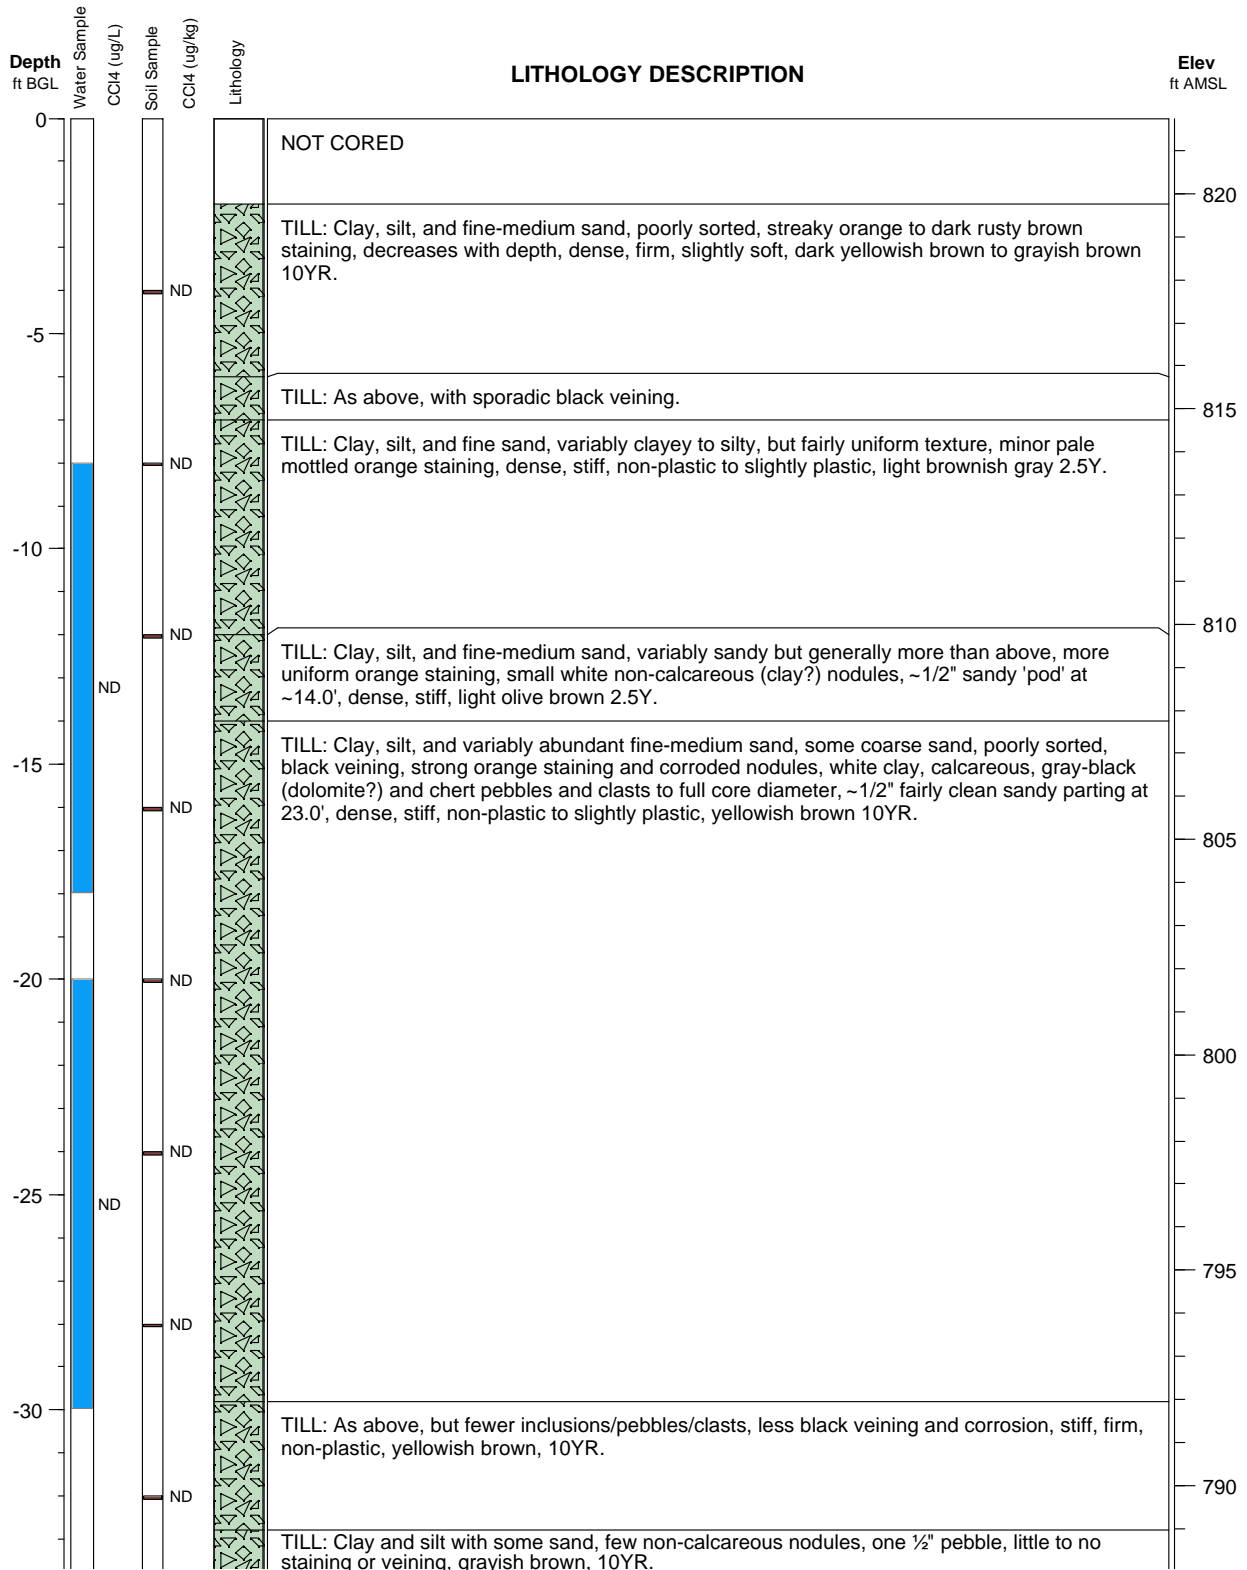 Depth
ft BGL
Water Sample
CCl4 (ug/L)
Soil Sample
CCl4 (ug/kg)
Lithology
LITHOLOGY DESCRIPTION
Elev
ft AMSL
0
NOT CORED
820
TILL: Clay, silt, and fine-medium sand, poorly sorted, streaky orange to dark rusty brown
staining, decreases with depth, dense, firm, slightly soft, dark yellowish brown to grayish brown
10YR.
ND
-5
TILL: As above, with sporadic black veining.
815
TILL: Clay, silt, and fine sand, variably clayey to silty, but fairly uniform texture, minor pale
mottled orange staining, dense, stiff, non-plastic to slightly plastic, light brownish gray 2.5Y.
ND
-10
810
ND
TILL: Clay, silt, and fine-medium sand, variably sandy but generally more than above, more
uniform orange staining, small white non-calcareous (clay?) nodules, ~1/2" sandy 'pod' at
~14.0', dense, stiff, light olive brown 2.5Y.
ND
TILL: Clay, silt, and variably abundant fine-medium sand, some coarse sand, poorly sorted,
black veining, strong orange staining and corroded nodules, white clay, calcareous, gray-black
(dolomite?) and chert pebbles and clasts to full core diameter, ~1/2" fairly clean sandy parting at
23.0', dense, stiff, non-plastic to slightly plastic, yellowish brown 10YR.
-15
ND
805
-20
ND
800
ND
-25
ND
795
ND
-30
TILL: As above, but fewer inclusions/pebbles/clasts, less black veining and corrosion, stiff, firm,
non-plastic, yellowish brown, 10YR.
790
ND
TILL: Clay and silt with some sand, few non-calcareous nodules, one ½" pebble, little to no
staining or veining, grayish brown, 10YR.